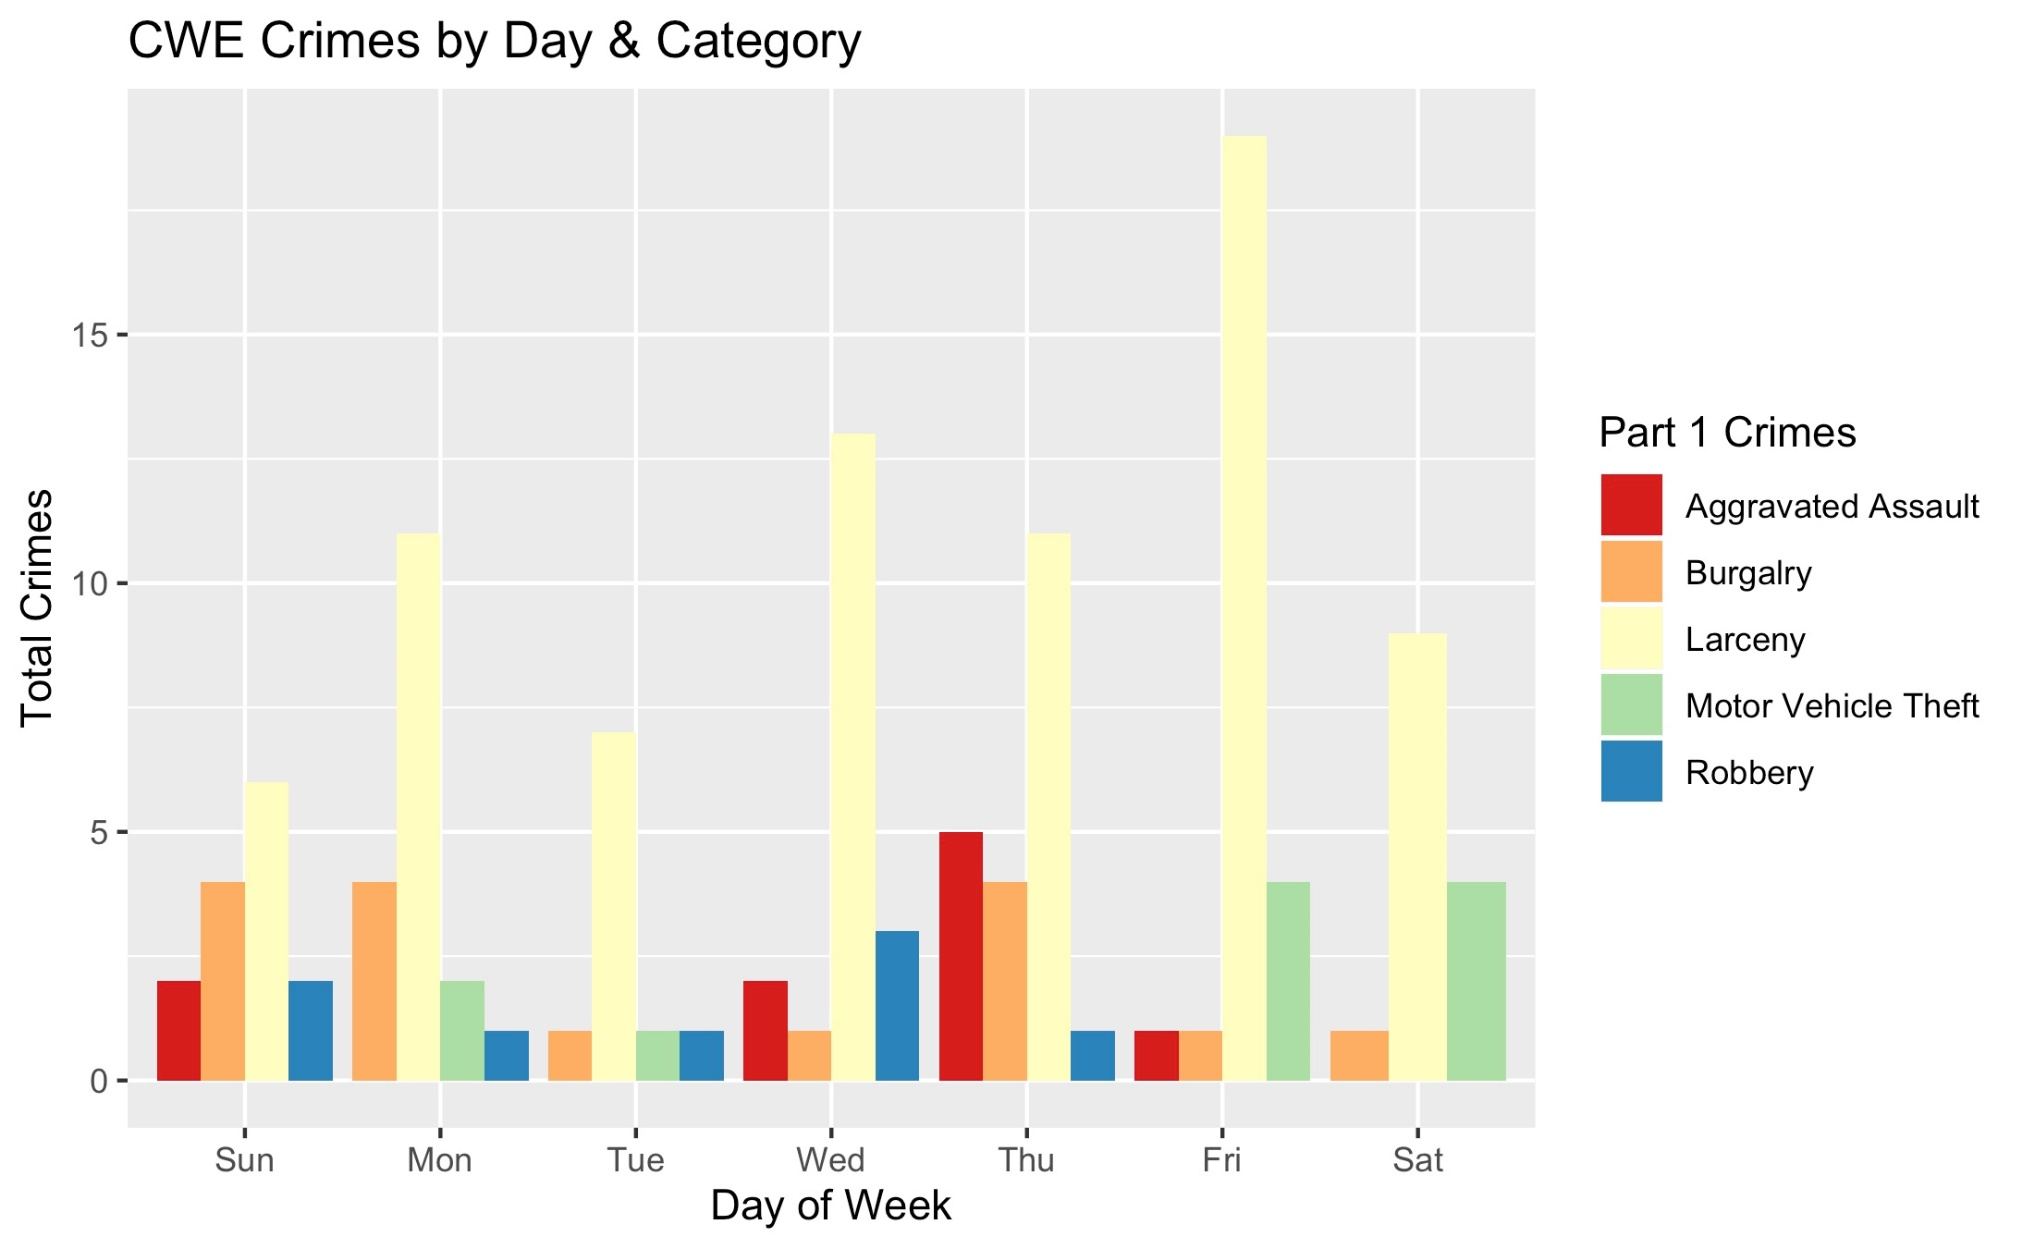 CWE Crimes by Day & Category
Total Crimes
15
10
5
0
Sun Mon Tue Wed Thu Fri Sat
Day of Week
Part 1 Crimes
Aggravated Assault
Burgalry
Larceny
Motor Vehicle Theft
Robbery